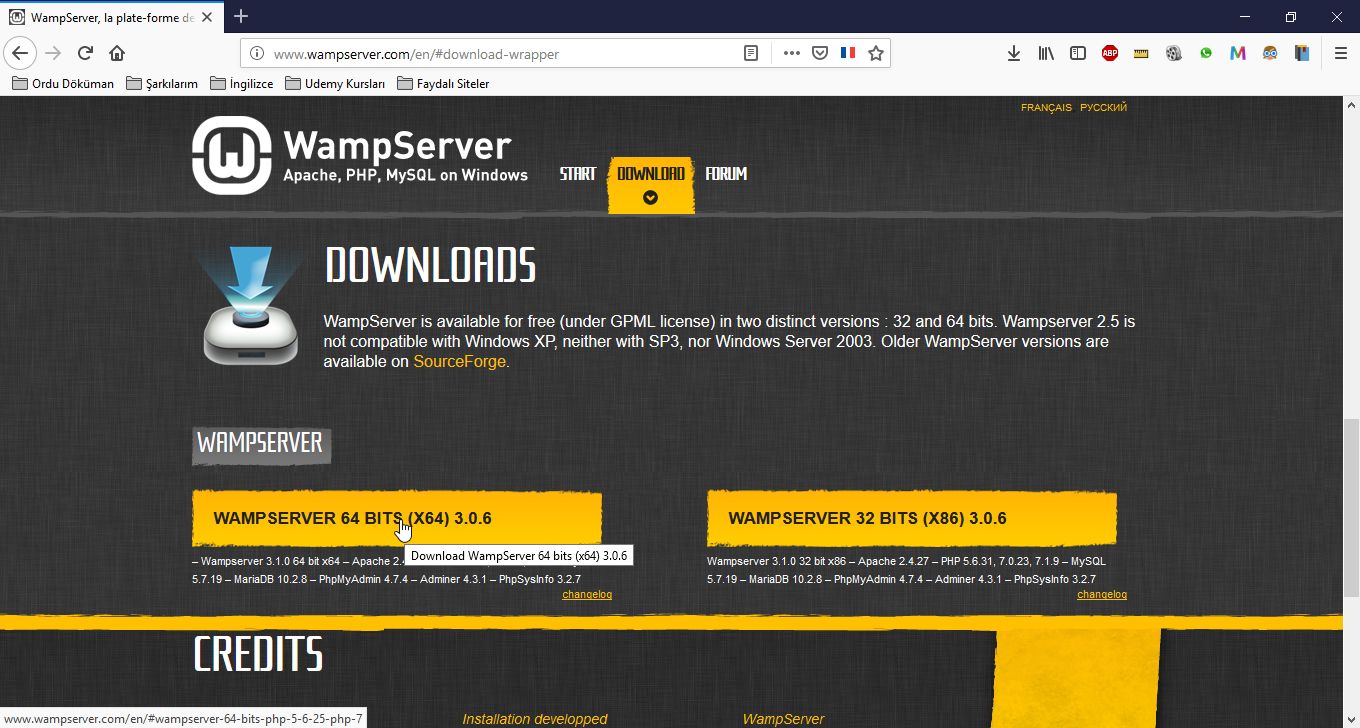 WampServer, la plate-forme de
www.wampserver.com/en/#download-wrapper
ABP
M
Ordu Döküman
Şarkılarım
İngilizce
Udemy Kursları
Faydalı Siteler
FRANÇAIS РУССКИЙ
WampServer
Apache, PHP, MySQL on Windows
START
DOWNLOAD
FORUM
DOWNLOADS
WampServer is available for free (under GPML license) in two distinct versions : 32 and 64 bits. Wampserver 2.5 is
not compatible with Windows XP, neither with SP3, nor Windows Server 2003. Older WampServer versions are
available on SourceForge.
WAMPSERVER
WAMPSERVER 64 BITS (X64) 3.0.6
Download WampServer 64 bits (x64) 3.0.6
– Wampserver 3.1.0 64 bit x64 – Apache 2.4
5.7.19 – MariaDB 10.2.8 – PhpMyAdmin 4.7.4 – Adminer 4.3.1 – PhpSysInfo 3.2.7
changelog
WAMPSERVER 32 BITS (X86) 3.0.6
Wampserver 3.1.0 32 bit x86 – Apache 2.4.27 – PHP 5.6.31, 7.0.23, 7.1.9 – MySQL
5.7.19 – MariaDB 10.2.8 – PhpMyAdmin 4.7.4 – Adminer 4.3.1 – PhpSysInfo 3.2.7
changelog
CREDITS
Installation developped
WampServer
www.wampserver.com/en/#wampserver-64-bits-php-5-6-25-php-7